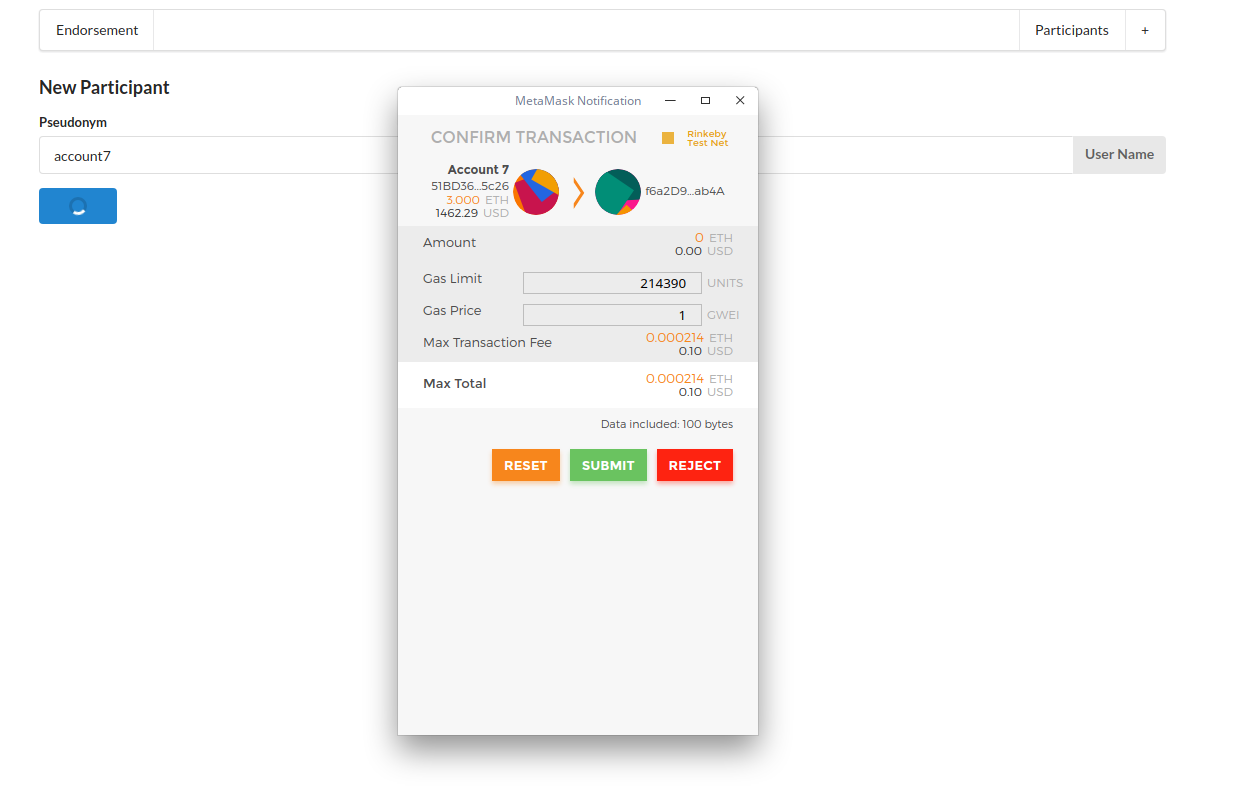 Endorsement
Participants
+
New Participant
Pseudonym
account7
User Name
MetaMask Notification
CONFIRM TRANSACTION
Rinkeby
Test Net
Account 7
51BD36...5c26
3.000 ETH
1462.29 USD
f6a2D9...ab4A
Amount
0 ETH
0.00 USD
Gas Limit
214390 UNITS
Gas Price
1 GWEI
Max Transaction Fee
0.000214 ETH
0.10 USD
Max Total
0.000214 ETH
0.10 USD
Data included: 100 bytes
RESET
SUBMIT
REJECT